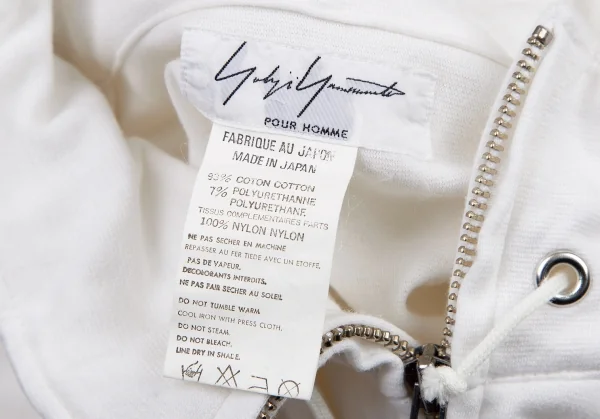 Yohji Yamamoto
POUR HOMME
FABRIQUE AU JAPON
MADE IN JAPAN
93% COTON COTTON
7% POLYURETHANNE
POLYURETHANE
TISSUS COMPLEMENTAIRES PARTS
100% NYLON NYLON
NE PAS SECHER EN MACHINE
REPASSER AU FER TIEDE AVEC UN ETOFFE.
PAS DE VAPEUR.
DECOLORANTS INTERDITS.
NE PAS FAIR SECHER AU SOLEIL
DO NOT TUMBLE WARM.
COOL IRON WITH PRESS CLOTH.
DO NOT STEAM.
DO NOT BLEACH.
LINE DRY IN SHADE.